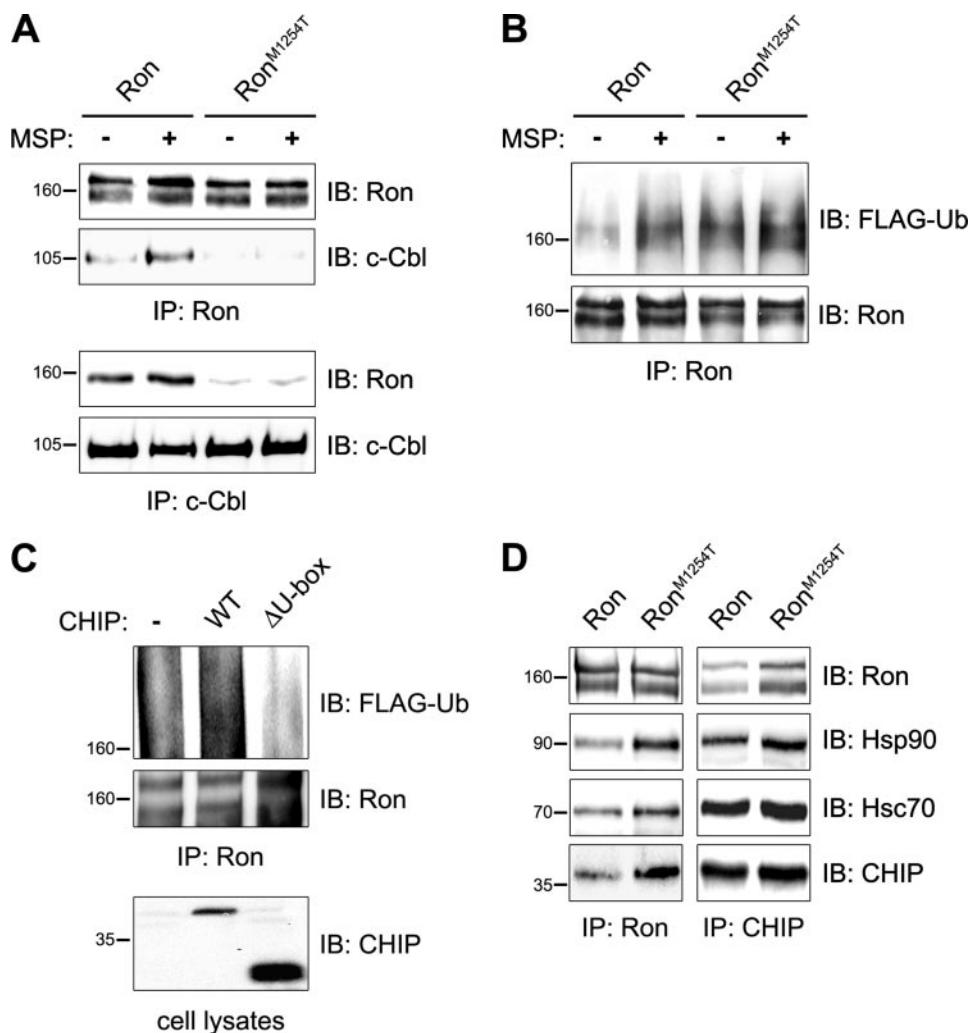 A
Ron Ron^M1254T
MSP: - + - +
160
IB: Ron
105
IB: c-Cbl
IP: Ron
160
IB: Ron
105
IB: c-Cbl
IP: c-Cbl
B
Ron Ron^M1254T
MSP: - + - +
160
IB: FLAG-Ub
160
IB: Ron
IP: Ron
C
CHIP: - WT ΔU-box
IB: FLAG-Ub
160
160
IB: Ron
IP: Ron
35
IB: CHIP
cell lysates
D
Ron Ron^M1254T Ron Ron^M1254T
160
IB: Ron
90
IB: Hsp90
70
IB: Hsc70
35
IB: CHIP
IP: Ron IP: CHIP